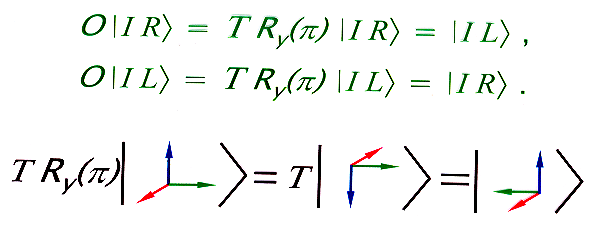 O|I R⟩ = T R_y(π)|I R⟩ = |I L⟩ ,
O|I L⟩ = T R_y(π)|I L⟩ = |I R⟩ .
T R_y(π)| ⟩ = T| ⟩ = | ⟩